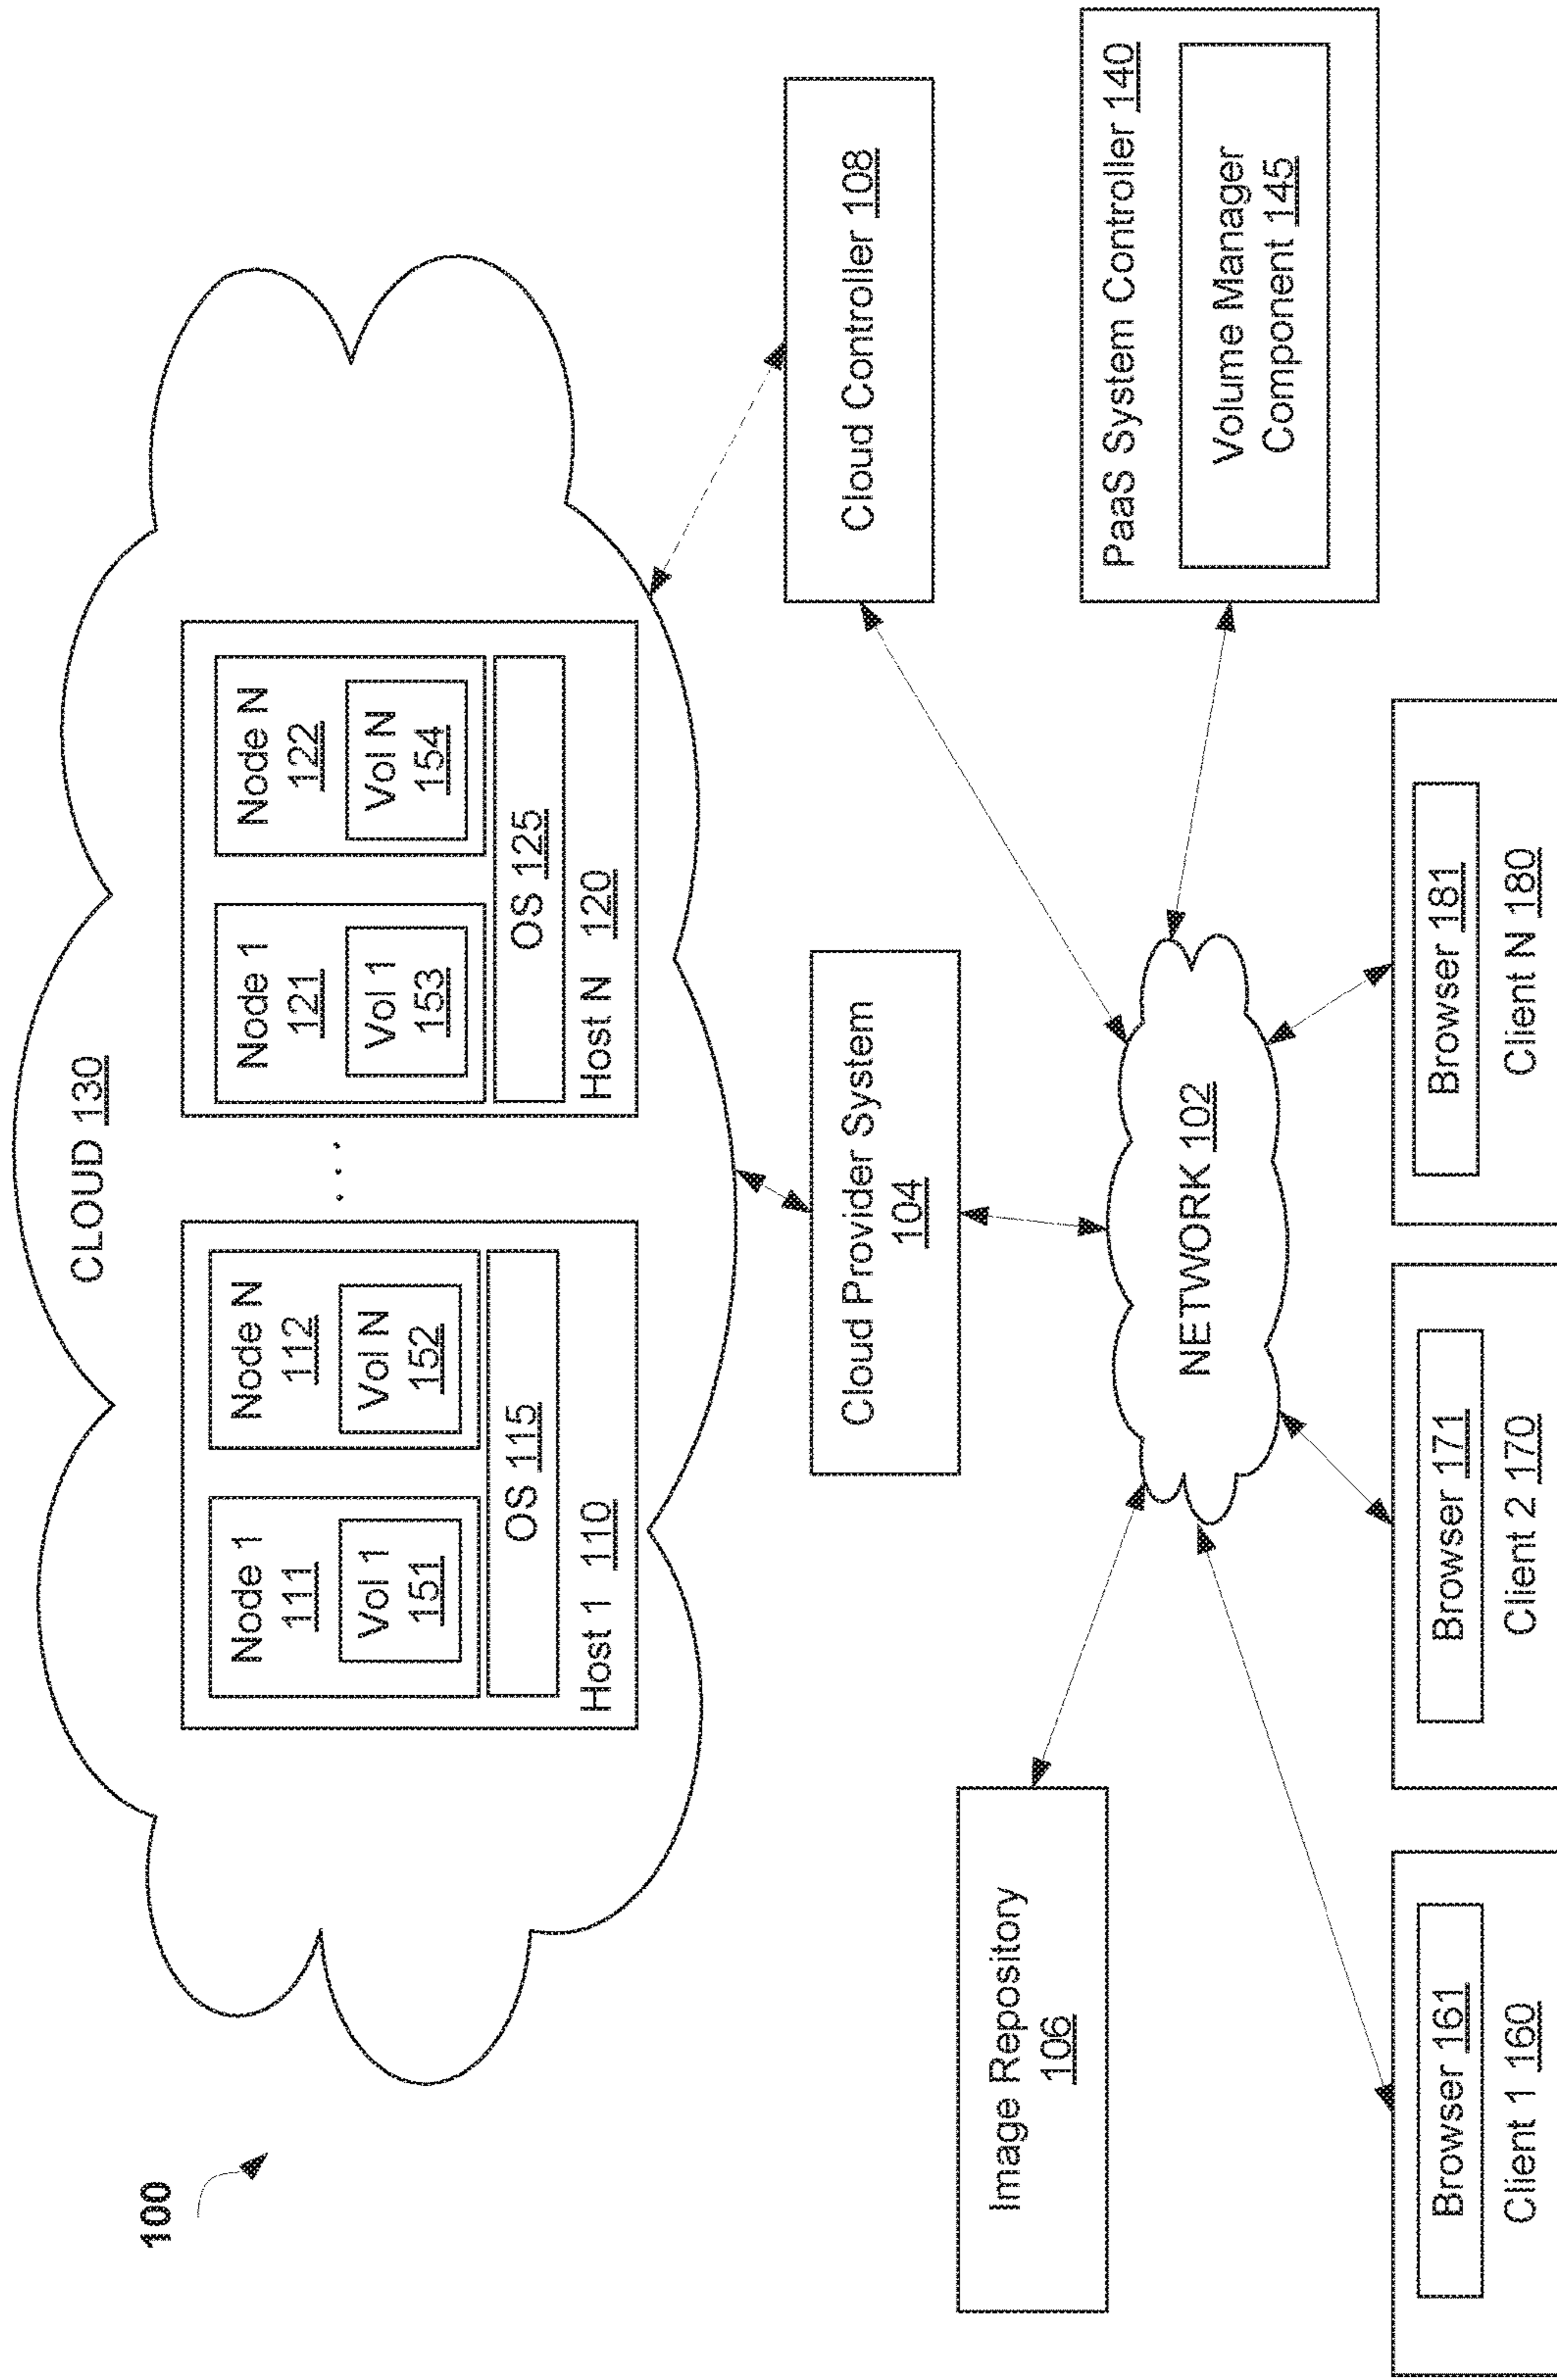 100
CLOUD 130
Node 1
111
Vol 1
151
Node N
112
Vol N
152
OS 115
Host 1 110
. . .
Node 1
121
Vol 1
153
Node N
122
Vol N
154
OS 125
Host N 120
Cloud Provider System
104
Cloud Controller 108
Image Repository
106
NETWORK 102
PaaS System Controller 140
Volume Manager
Component 145
Browser 161
Client 1 160
Browser 171
Client 2 170
Browser 181
Client N 180